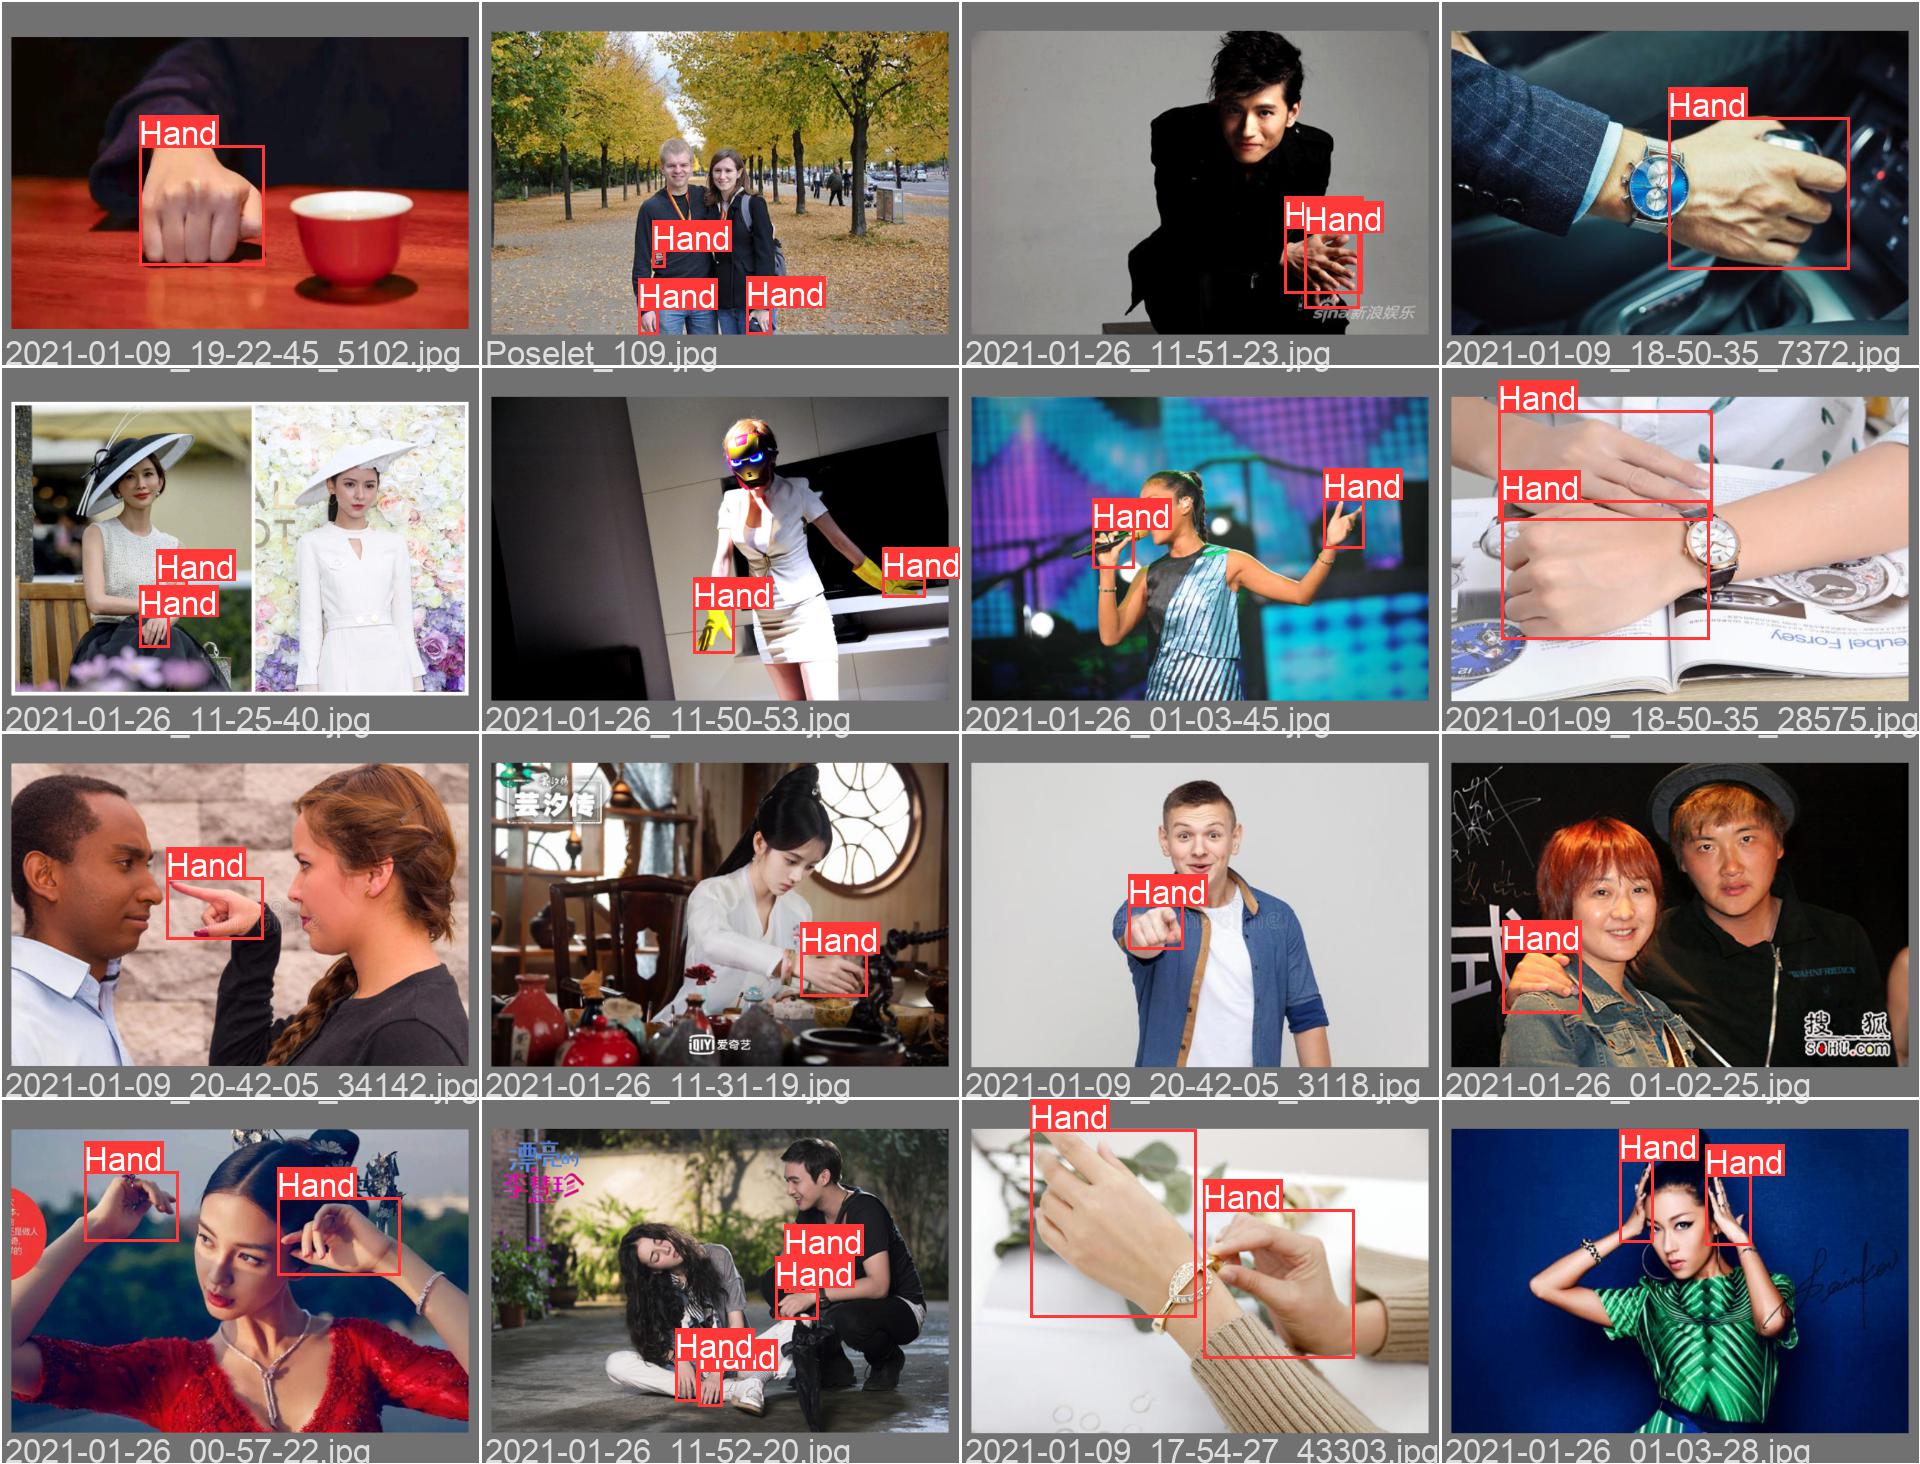 Hand
2021-01-09_19-22-45_5102.jpg
Hand
Hand
Hand
Poselet_109.jpg
Hand
sina新浪娱乐
2021-01-26_11-51-23.jpg
Hand
2021-01-09_18-50-35_7372.jpg
Hand
Hand
2021-01-26_11-25-40.jpg
Hand
Hand
2021-01-26_11-50-53.jpg
Hand
Hand
2021-01-26_01-03-45.jpg
Hand
Hand
eubel Forsey
2021-01-09_18-50-35_28575.jpg
Hand
2021-01-09_20-42-05_34142.jpg
芸汐传
Hand
iQIY 爱奇艺
2021-01-26_11-31-19.jpg
Hand
2021-01-09_20-42-05_3118.jpg
Hand
"WAHNFRIEDEN"
搜狐
SOHU.com
2021-01-26_01-02-25.jpg
Hand
Hand
2021-01-26_00-57-22.jpg
漂亮的
李慧珍
Hand
Hand
Hand
Hand
2021-01-26_11-52-20.jpg
Hand
Hand
2021-01-09_17-54-27_43303.jpg
Hand
Hand
2021-01-26_01-03-28.jpg